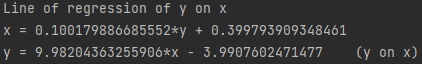 Line of regression of y on x
x = 0.100179886685552*y + 0.399793909348461
y = 9.98204363255906*x - 3.9907602471477    (y on x)